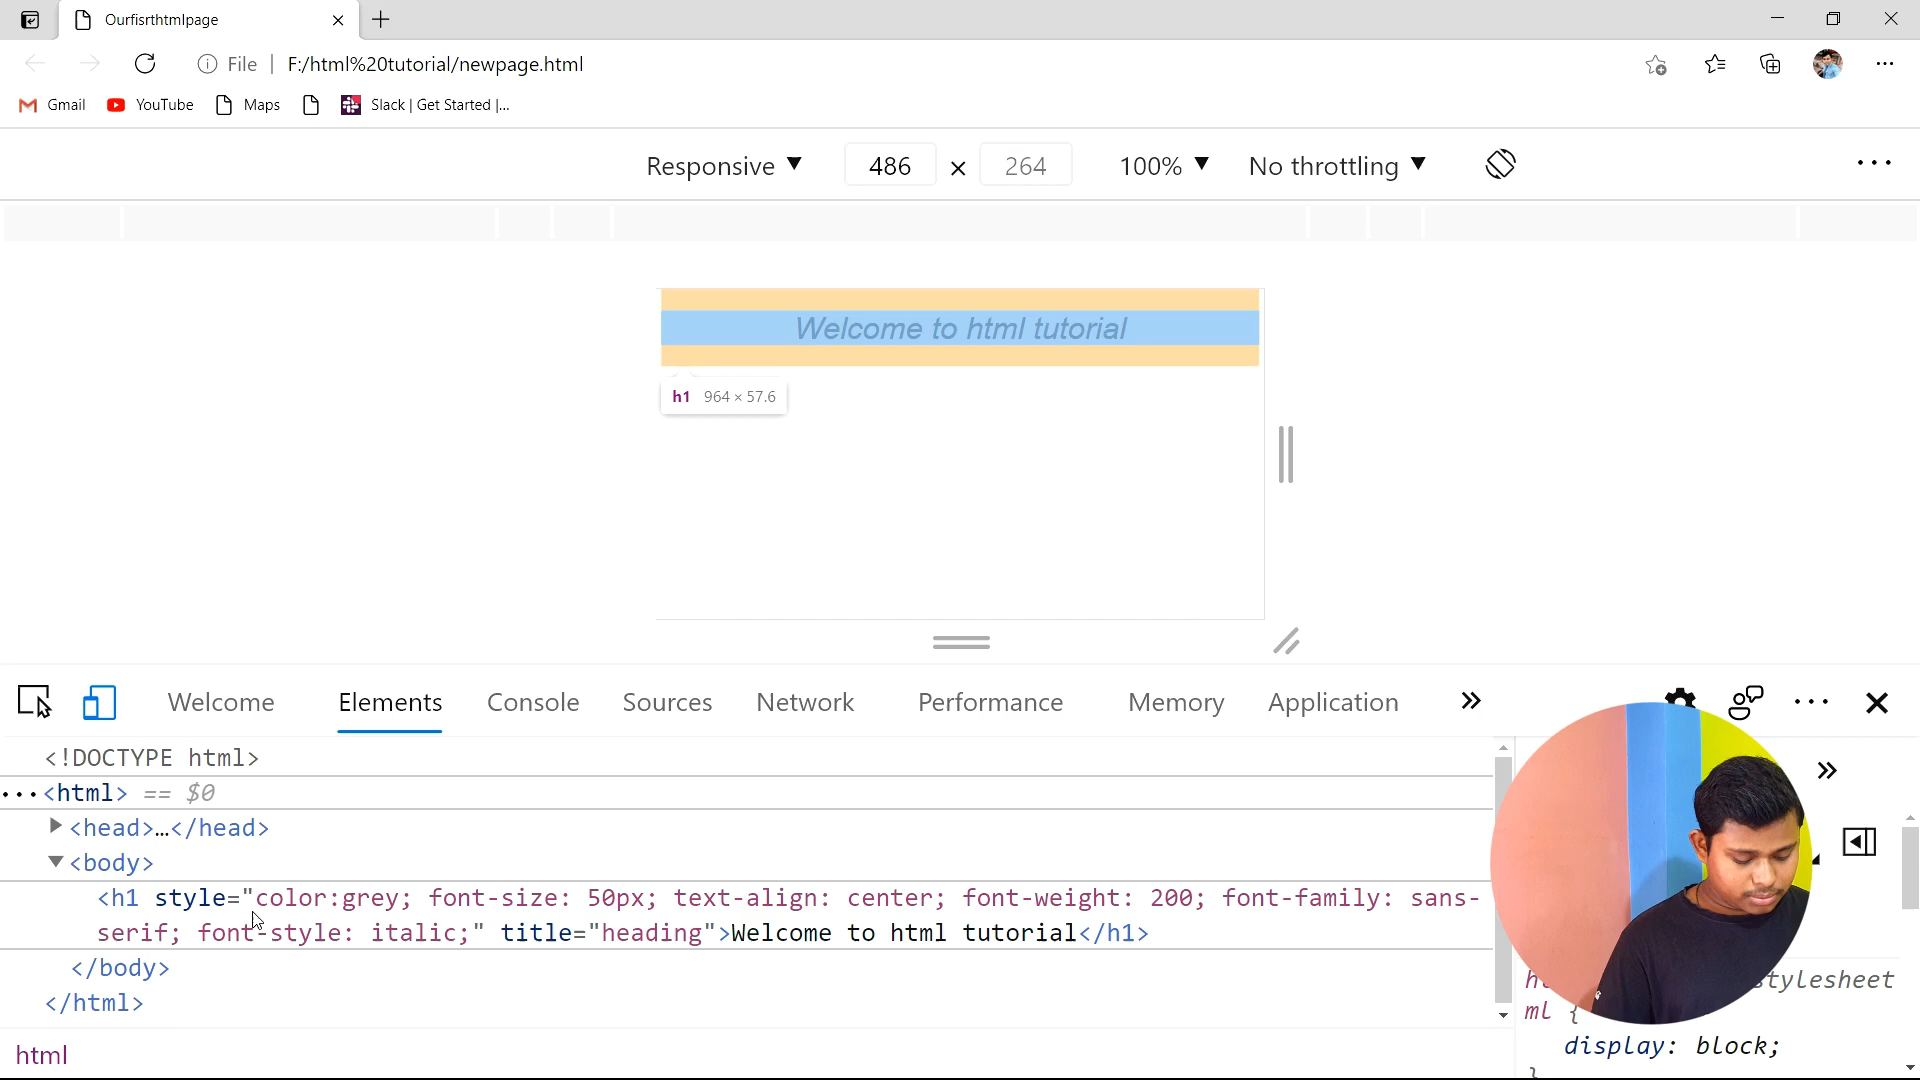 Ourfisrthtmlpage
File | F:/html%20tutorial/newpage.html
Gmail YouTube Maps Slack | Get Started |-...
Responsive ▼ 486 × 264 100% ▼ No throttling ▼
Welcome to html tutorial
h1 964 × 57.6
Welcome Elements Console Sources Network Performance Memory Application
<!DOCTYPE html>
<html> == $0
<head>…</head>
<body>
<h1 style="color:grey; font-size: 50px; text-align: center; font-weight: 200; font-family: sans-
serif; font-style: italic;" title="heading">Welcome to html tutorial</h1>
</body>
</html>
html
tylesheet
ml {
display: block;
}